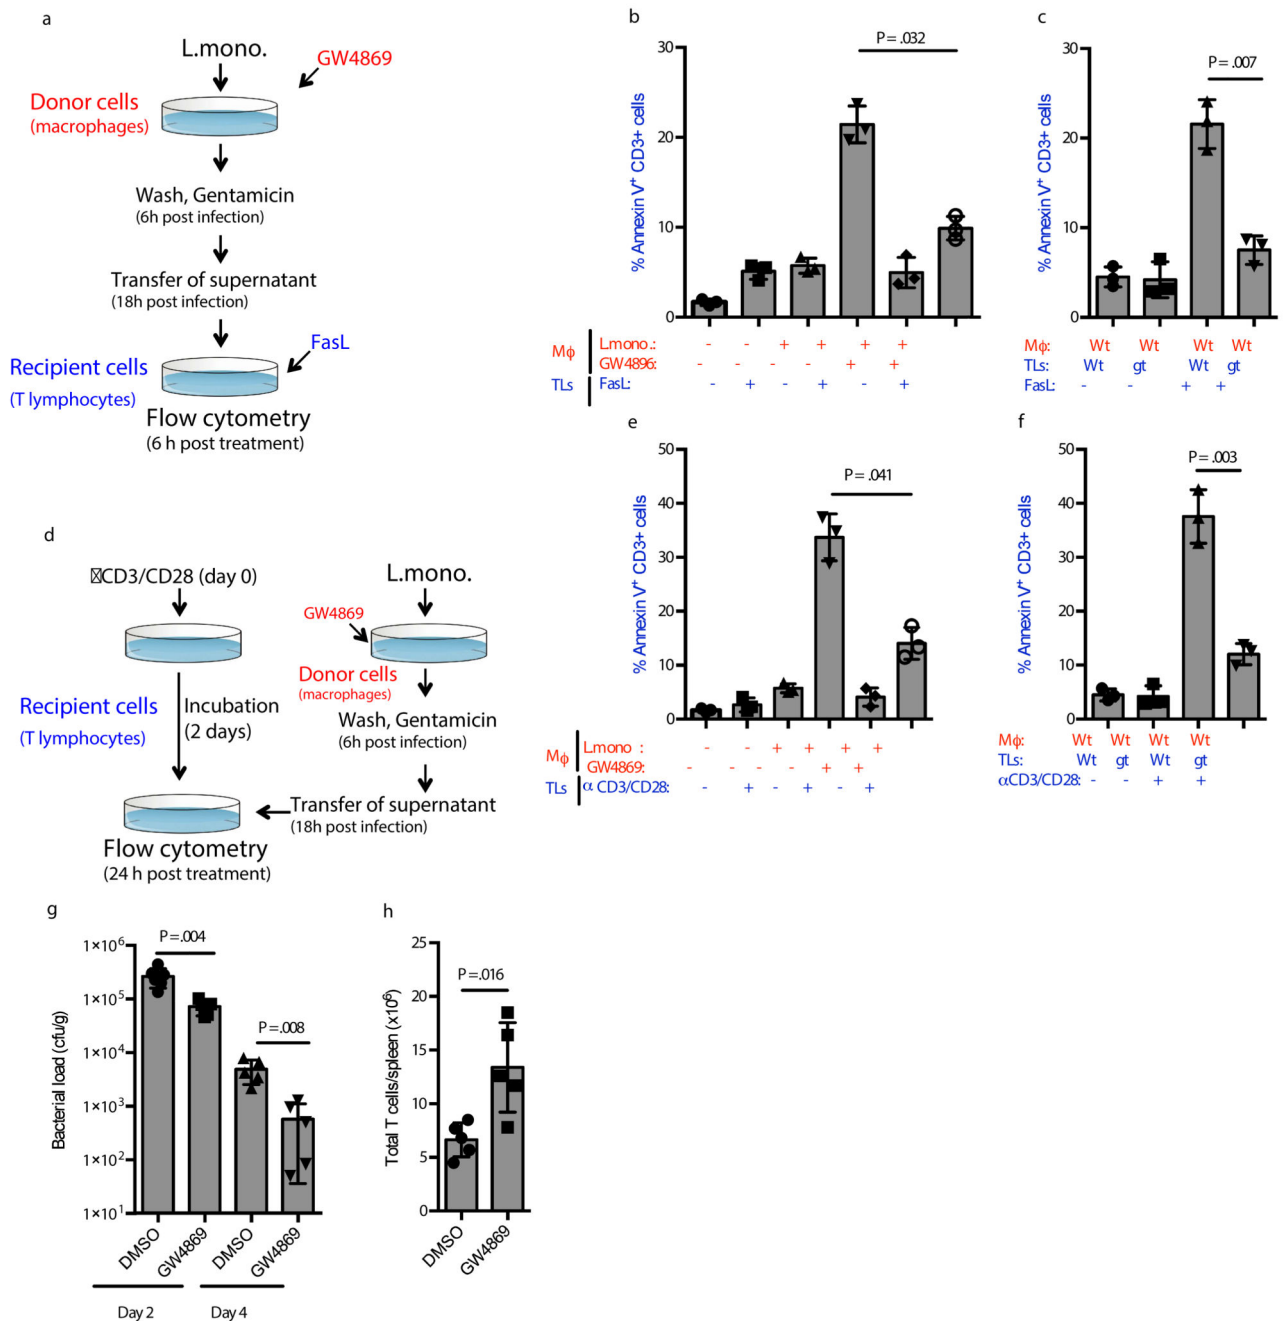 a
L.mono.
GW4869
Donor cells
(macrophages)
Wash, Gentamicin
(6h post infection)
Transfer of supernatant
(18h post infection)
FasL
Recipient cells
(T lymphocytes)
Flow cytometry
(6 h post treatment)
b
P = .032
% Annexin V+ CD3+ cells
30
20
10
0
Mϕ
L.mono.: - - + + + +
GW4896: - - - - + +
TLs
FasL: - + - + - +
c
P = .007
% Annexin V+ CD3+ cells
30
20
10
0
Mϕ: Wt Wt Wt Wt
TLs: Wt gt Wt gt
FasL: - - + +
d
CD3/CD28 (day 0)
L.mono.
GW4869
Donor cells
(macrophages)
Recipient cells
(T lymphocytes)
Incubation
(2 days)
Wash, Gentamicin
(6h post infection)
Transfer of supernatant
(18h post infection)
Flow cytometry
(24 h post treatment)
e
P = .041
% Annexin V+ CD3+ cells
50
40
30
20
10
0
Mϕ
L.mono : - - + + + +
GW4869: - - - - + - +
TLs
α CD3/CD28: - + - + - +
f
P = .003
% Annexin V+ CD3+ cells
50
40
30
20
10
0
Mϕ: Wt Wt Wt Wt
TLs: Wt gt Wt gt
αCD3/CD28: - - + +
g
P =.004
P =.008
Bacterial load (cfu/g)
1×10⁶
1×10⁵
1×10⁴
1×10³
1×10²
1×10¹
DMSO
GW4869
DMSO
GW4869
Day 2
Day 4
h
P =.016
Total T cells/spleen (x10⁶)
25
20
15
10
5
0
DMSO
GW4869